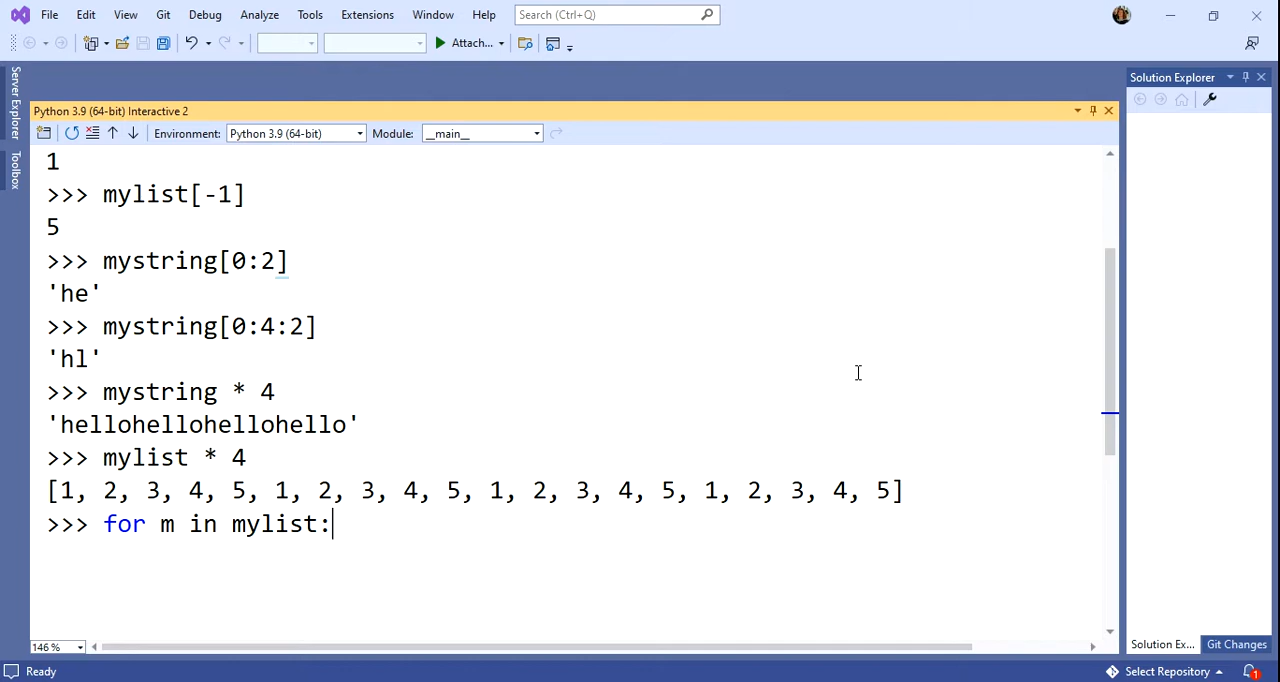 File Edit View Git Debug Analyze Tools Extensions Window Help Search (Ctrl+Q)
Attach...
Server Explorer
Toolbox
Python 3.9 (64-bit) Interactive 2
Environment: Python 3.9 (64-bit) Module: __main__
1
>>> mylist[-1]
5
>>> mystring[0:2]
'he'
>>> mystring[0:4:2]
'hl'
>>> mystring * 4
'hellohellohellohello'
>>> mylist * 4
[1, 2, 3, 4, 5, 1, 2, 3, 4, 5, 1, 2, 3, 4, 5, 1, 2, 3, 4, 5]
>>> for m in mylist:
146 %
Solution Explorer
Solution Ex... Git Changes
Ready
Select Repository
1